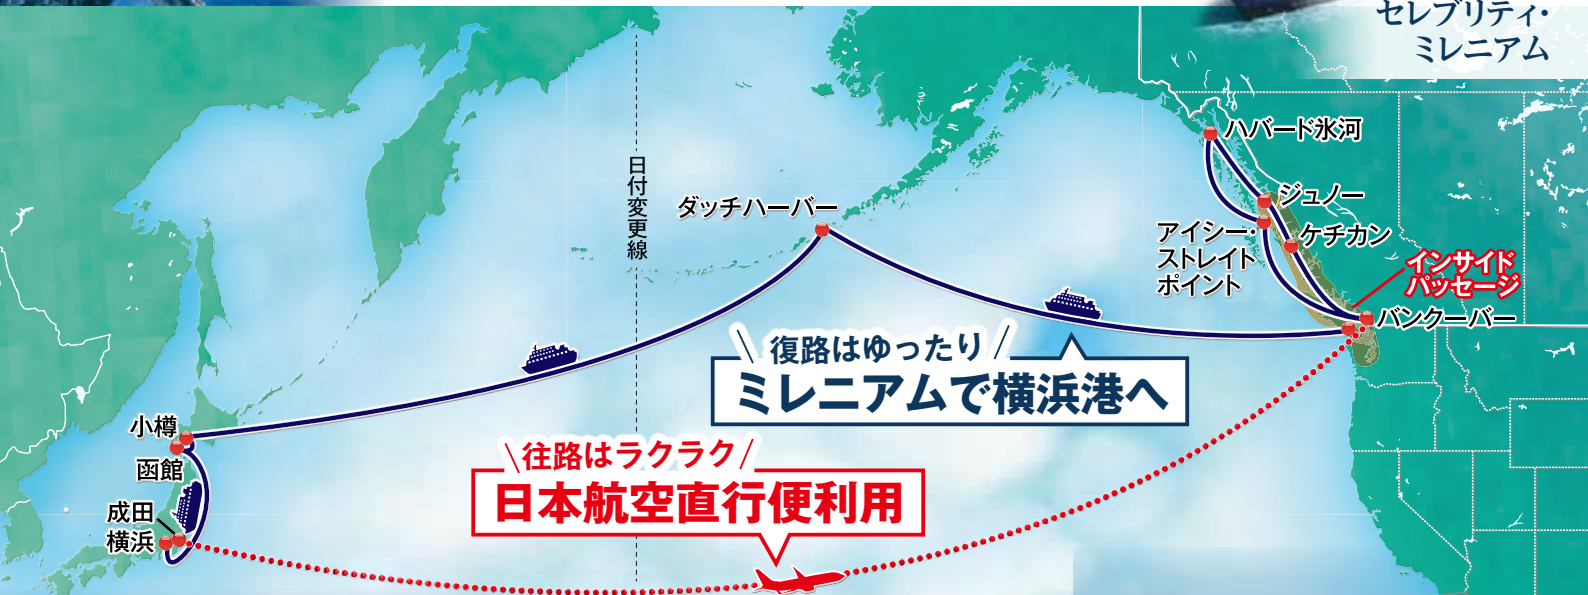 セレブリティ・
ミレニアム
ハバード氷河
ジュノー
アイシー・
ストレイト
ポイント
ケチカン
インサイド
パッセージ
バンクーバー
日付変更線
ダッチハーバー
復路はゆったり
ミレニアムで横浜港へ
小樽
函館
成田
横浜
往路はラクラク
日本航空直行便利用